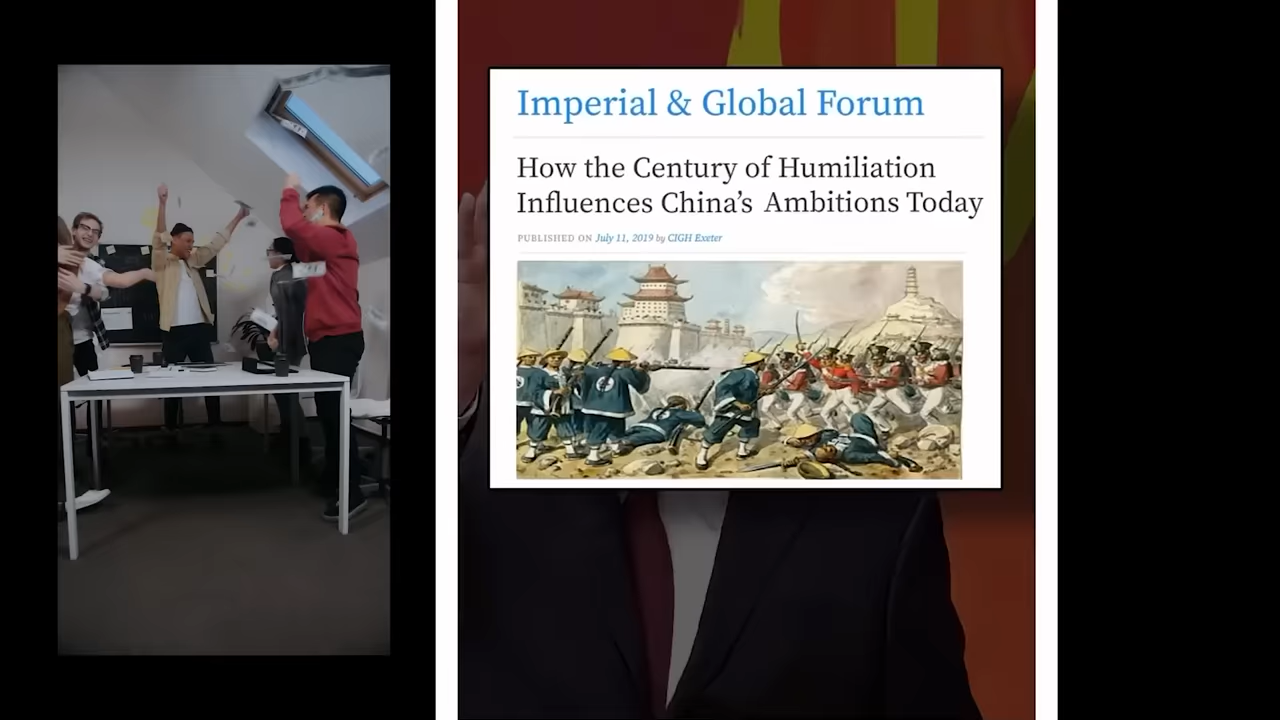 Imperial & Global Forum
How the Century of Humiliation
Influences China's Ambitions Today
PUBLISHED ON July 11, 2019 by CIGH Exeter